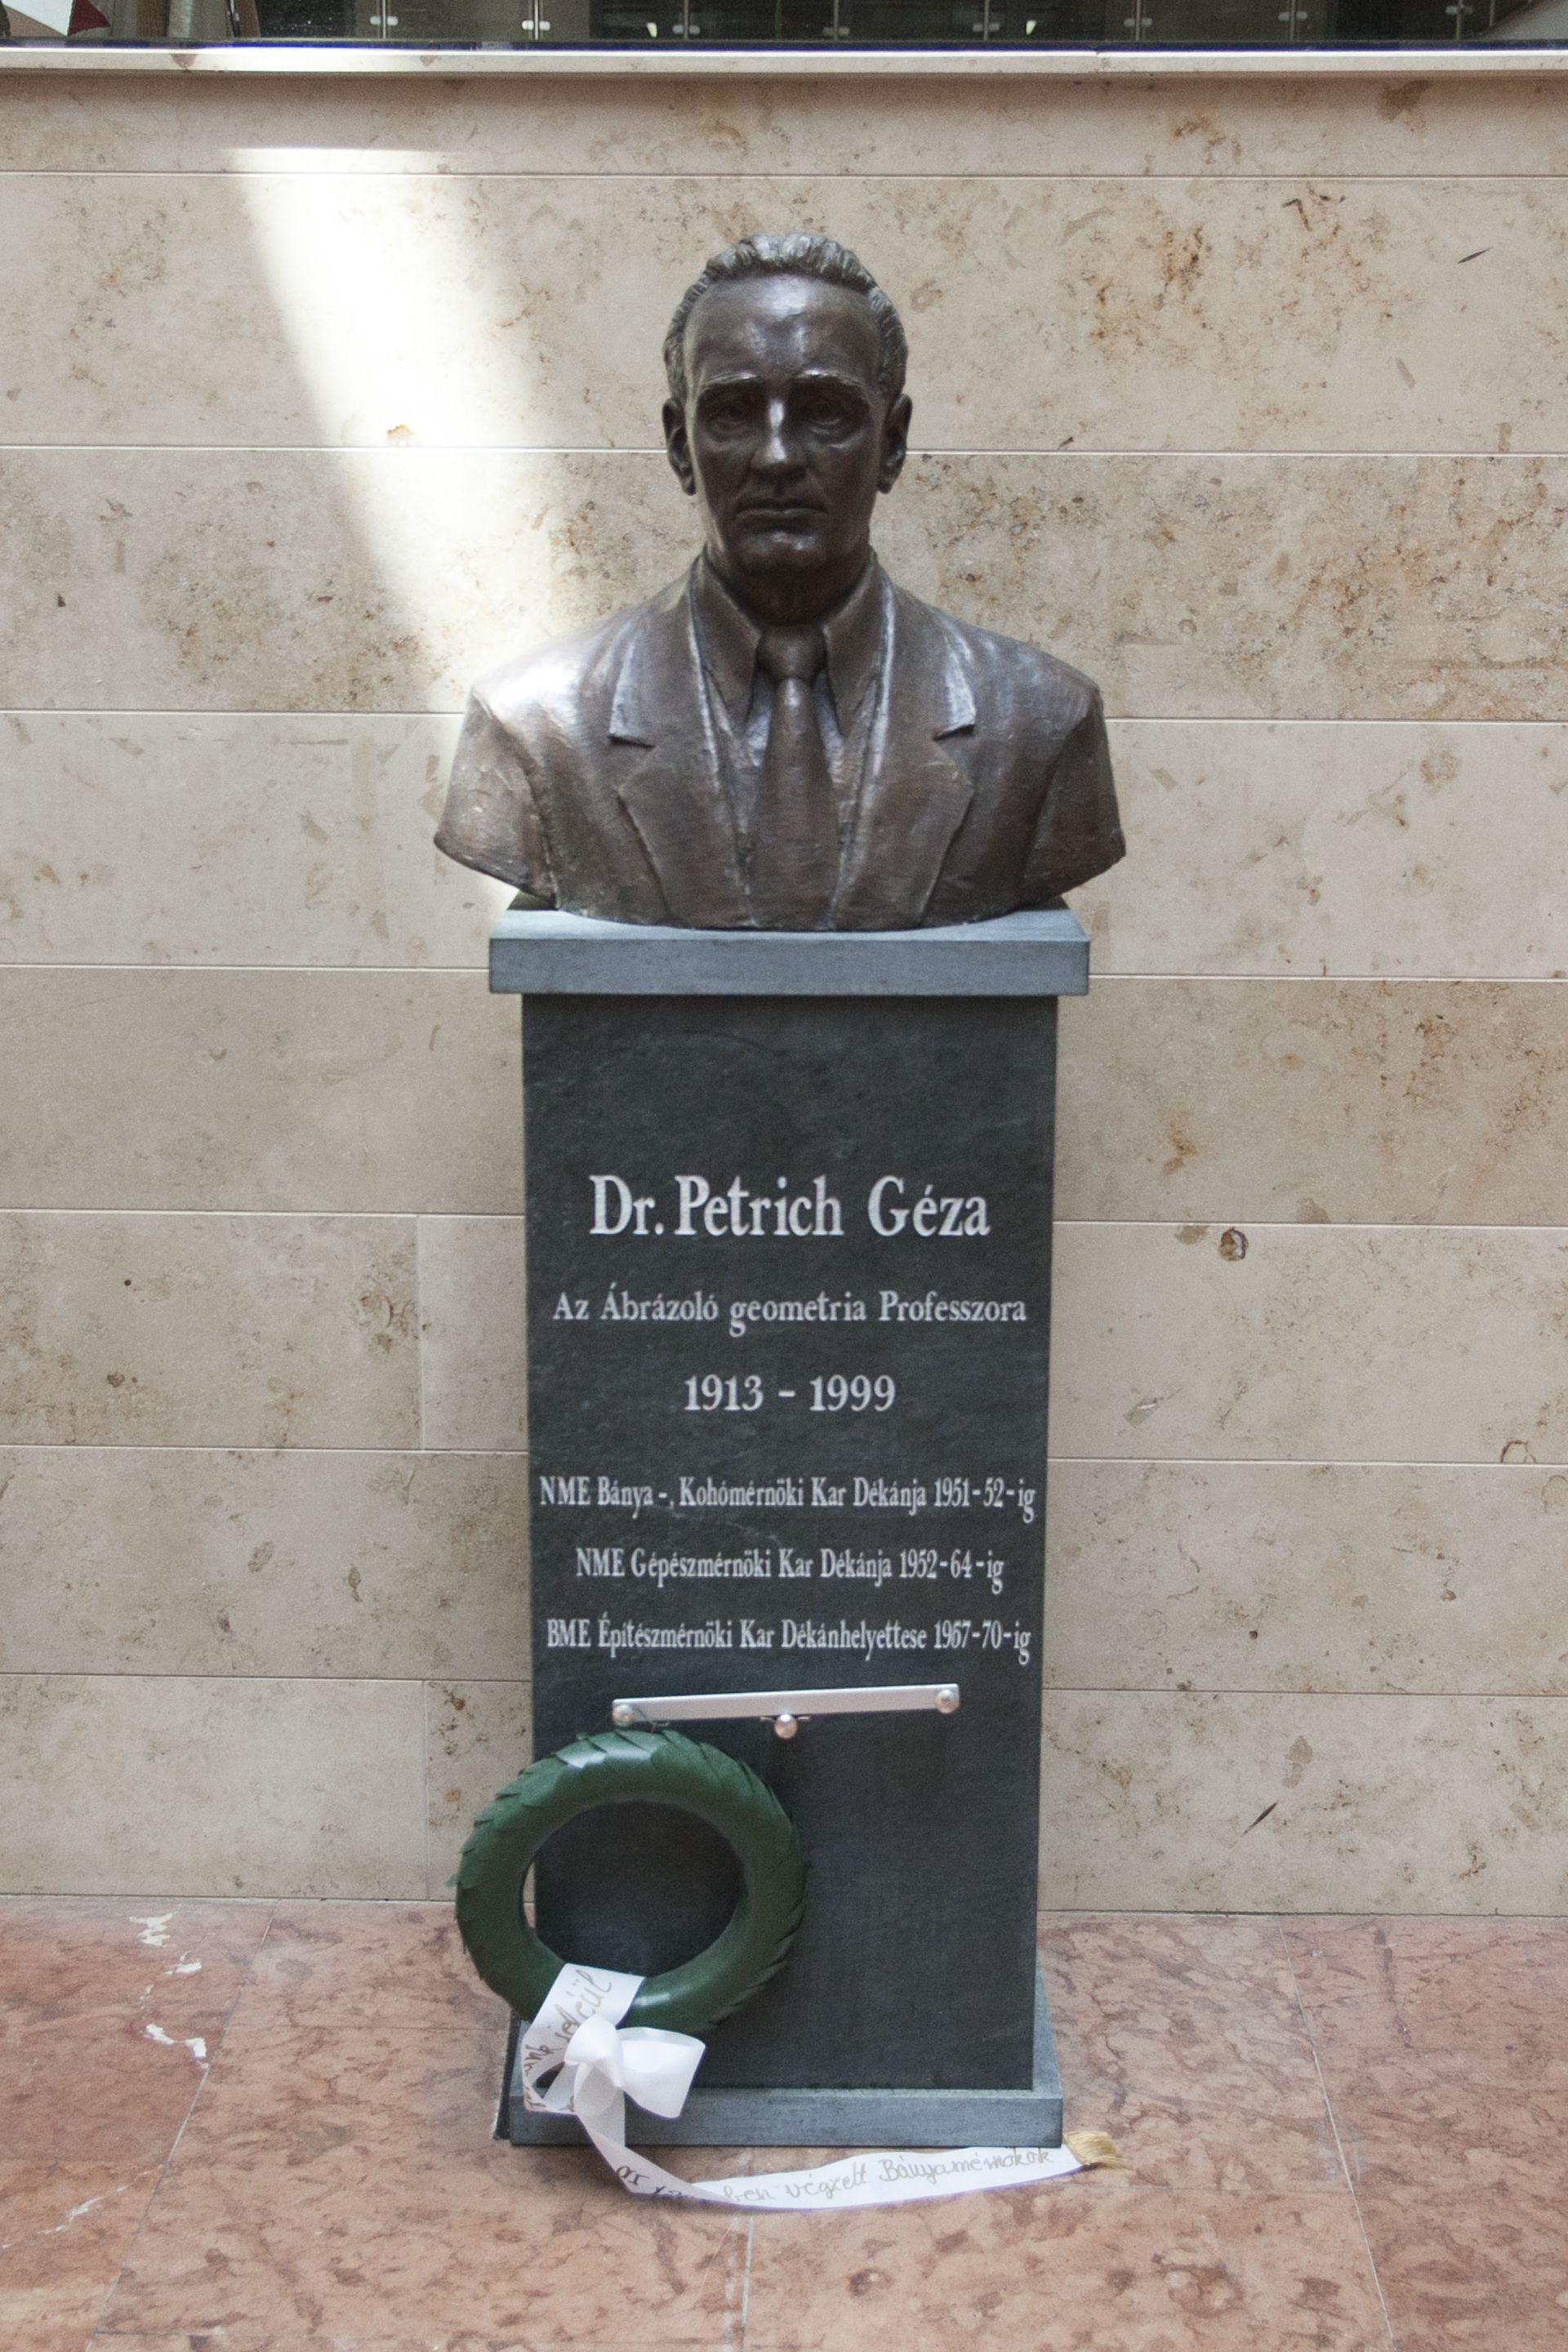 Dr. Petrich Géza
Az Ábrázoló geometria Professzora
1913 - 1999
NME Bánya-, Kohómérnöki Kar Dékánja 1951-52-ig
NME Gépészmérnöki Kar Dékánja 1952-64-ig
BME Építészmérnöki Kar Dékánhelyettese 1967-70-ig
végzett Bányamérnökök